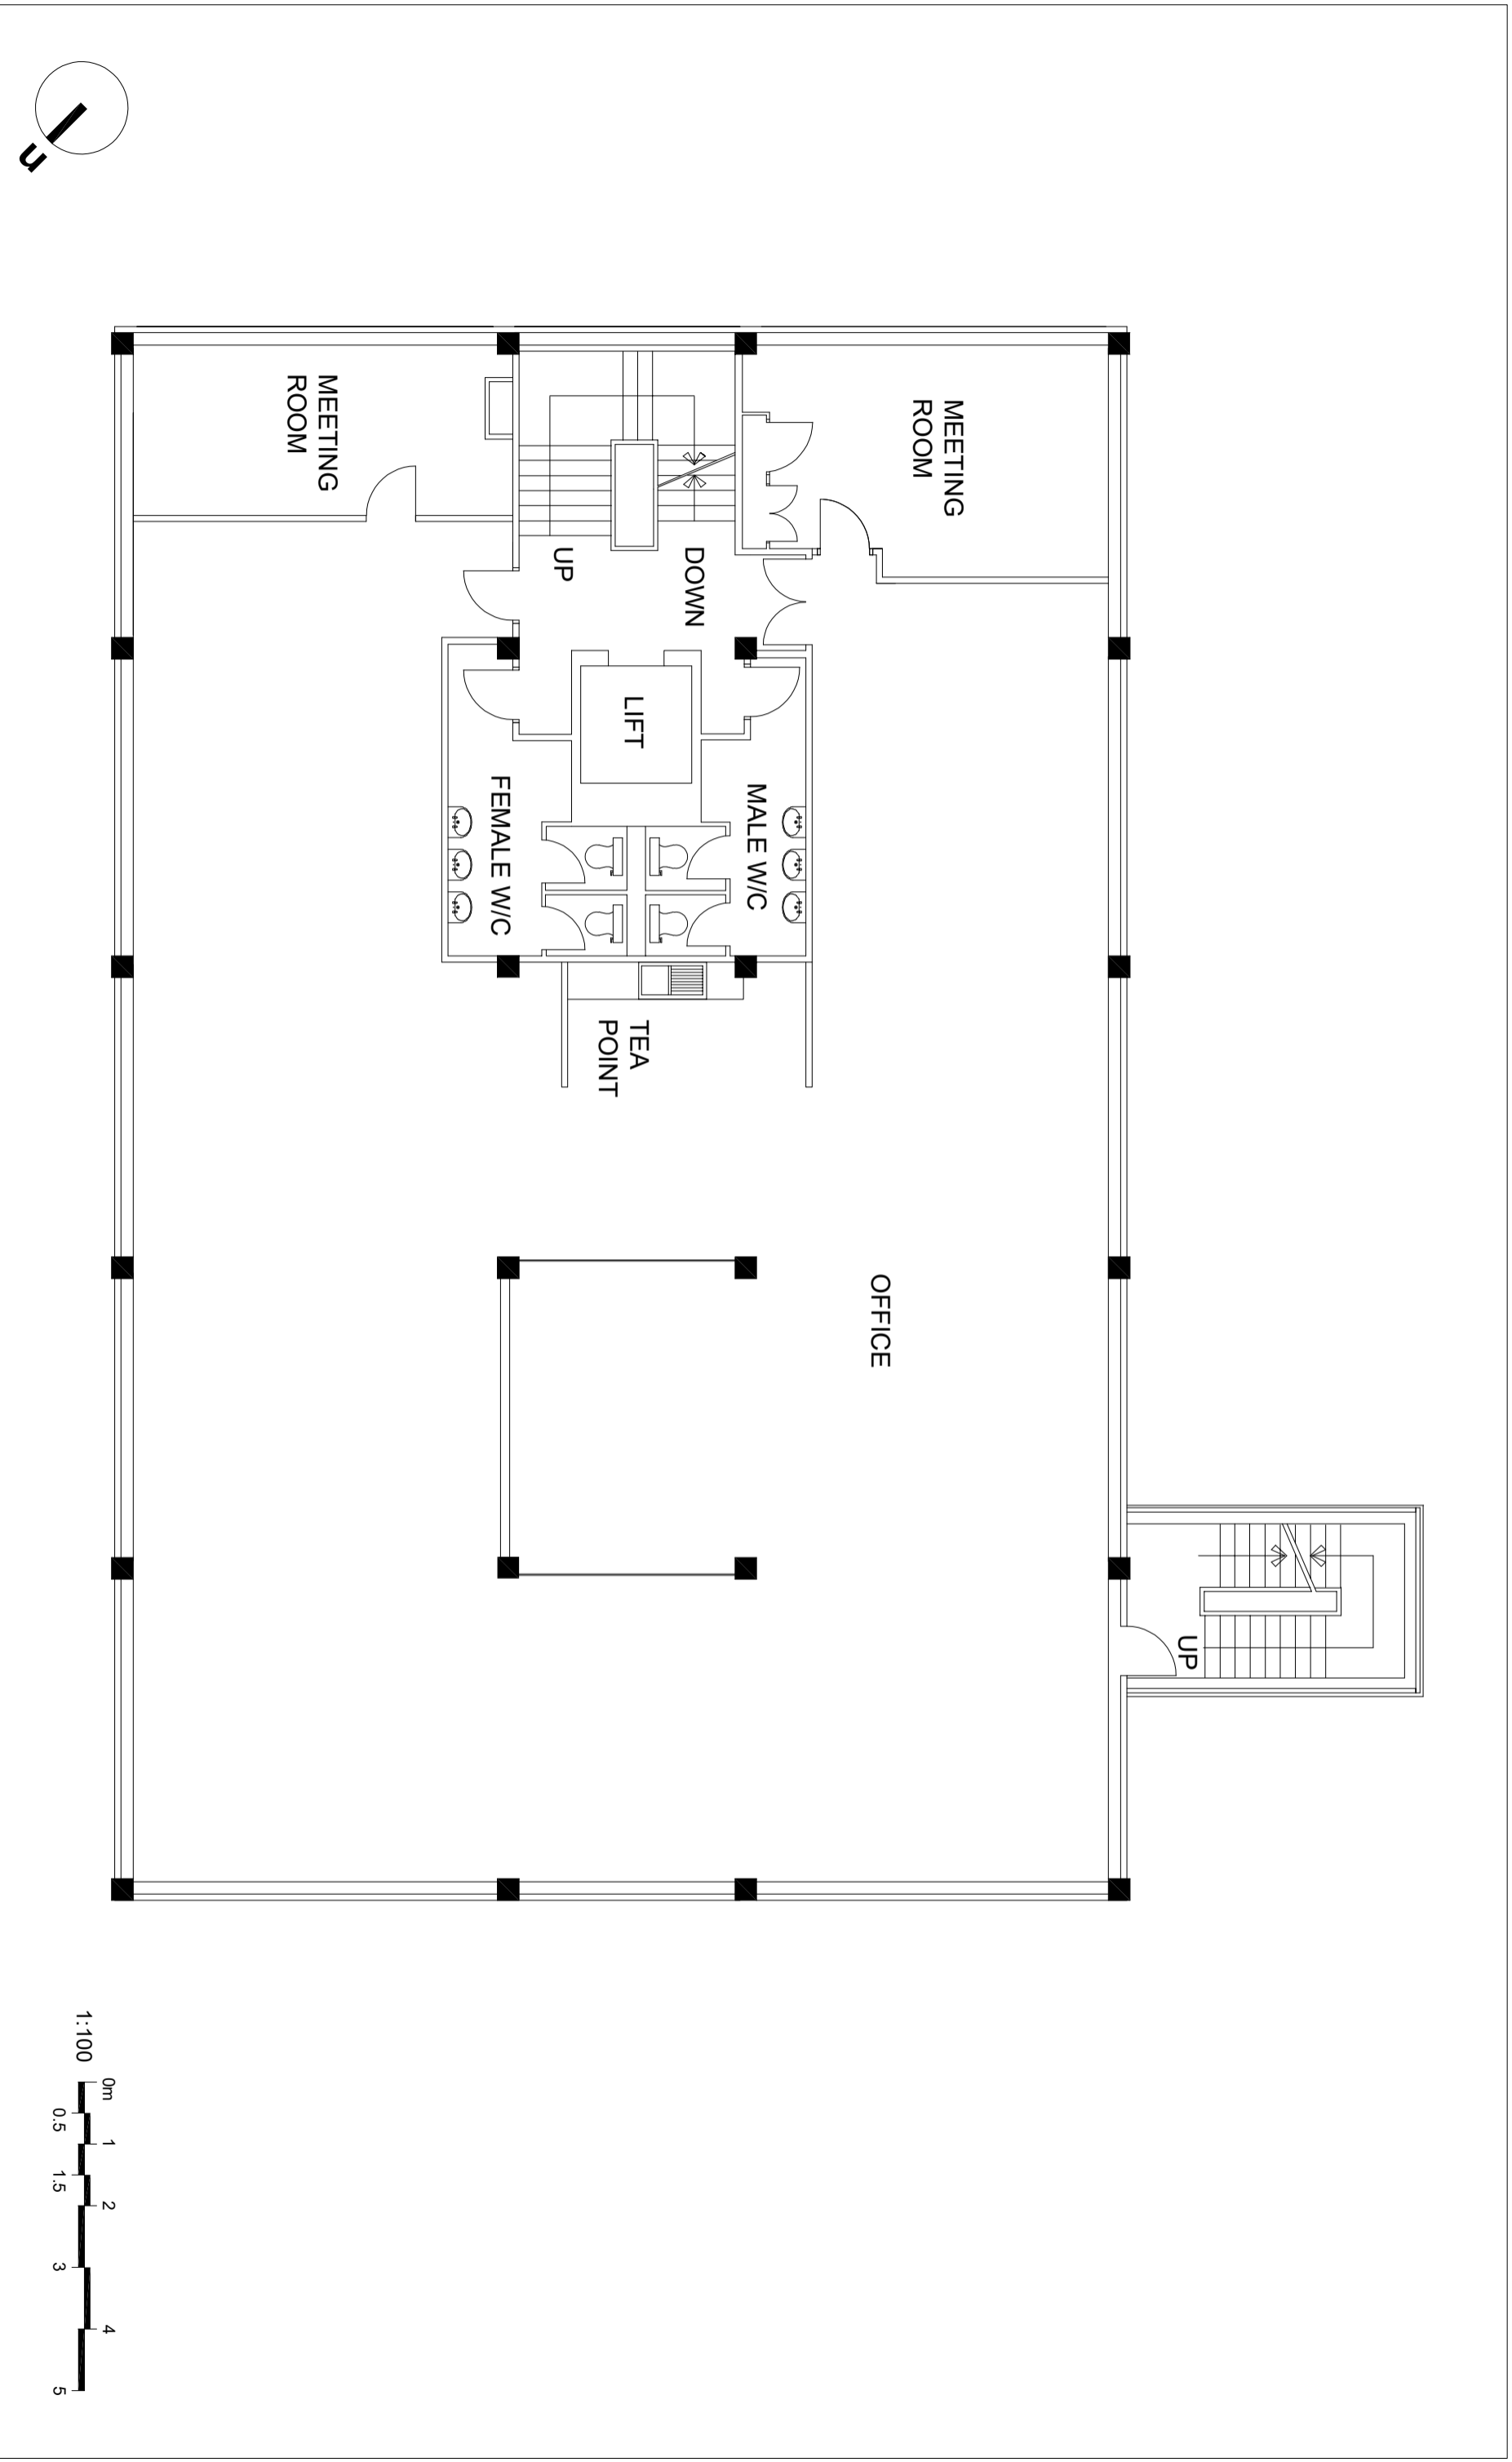 MEETING
ROOM
MEETING
ROOM
DOWN
UP
LIFT
MALE W/C
FEMALE W/C
TEA
POINT
OFFICE
UP
n
1:100
0m
1
2
4
0.5
1.5
3
5